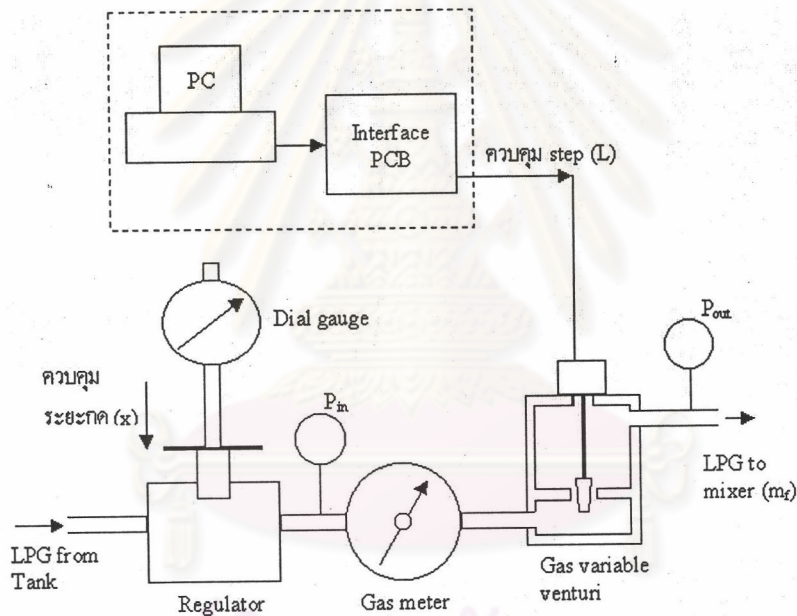 PC
Interface
PCB
ควบคุม step (L)
Dial gauge
P_out
ควบคุม
ระยะกด (x)
P_in
LPG to
mixer (m_f)
LPG from
Tank
Regulator
Gas meter
Gas variable
venturi